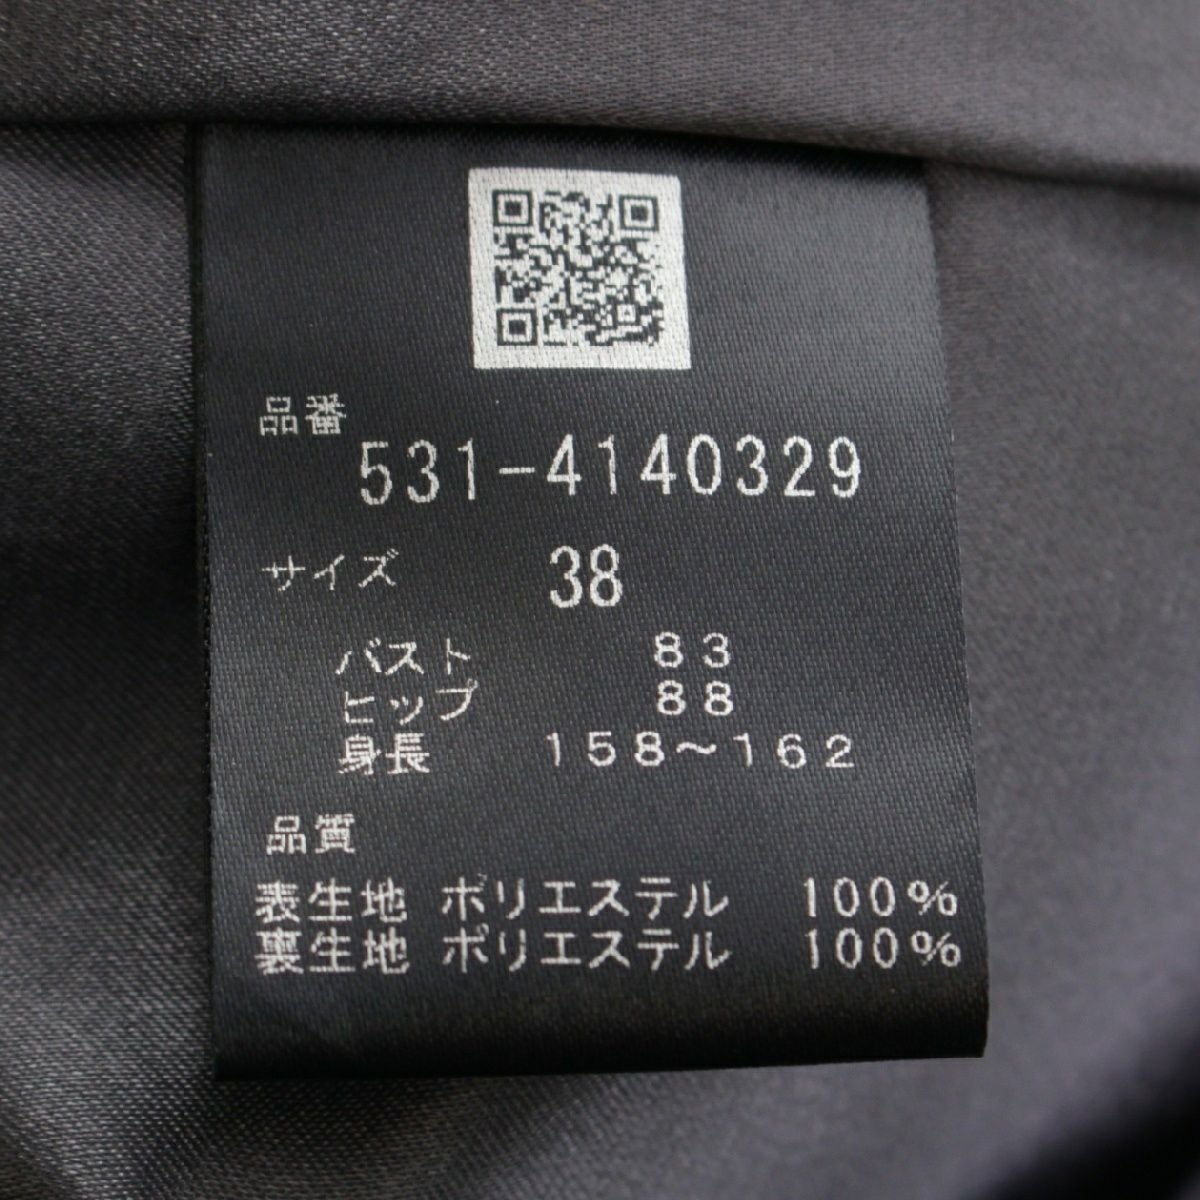 品番
531-4140329
サイズ 38
バスト 83
ヒップ 88
身長 158～162
品質
表生地 ポリエステル 100%
裏生地 ポリエステル 100%